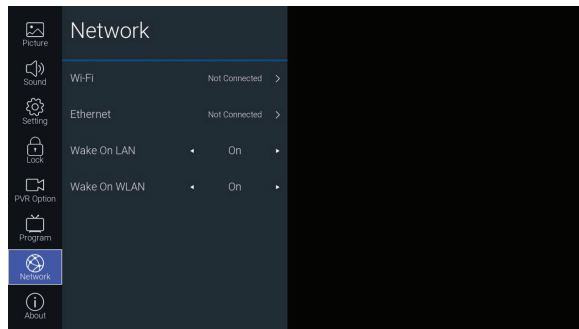 Picture
Sound
Setting
Lock
PVR Option
Program
Network
About
Network
Wi-Fi Not Connected
Ethernet Not Connected
Wake On LAN On
Wake On WLAN On